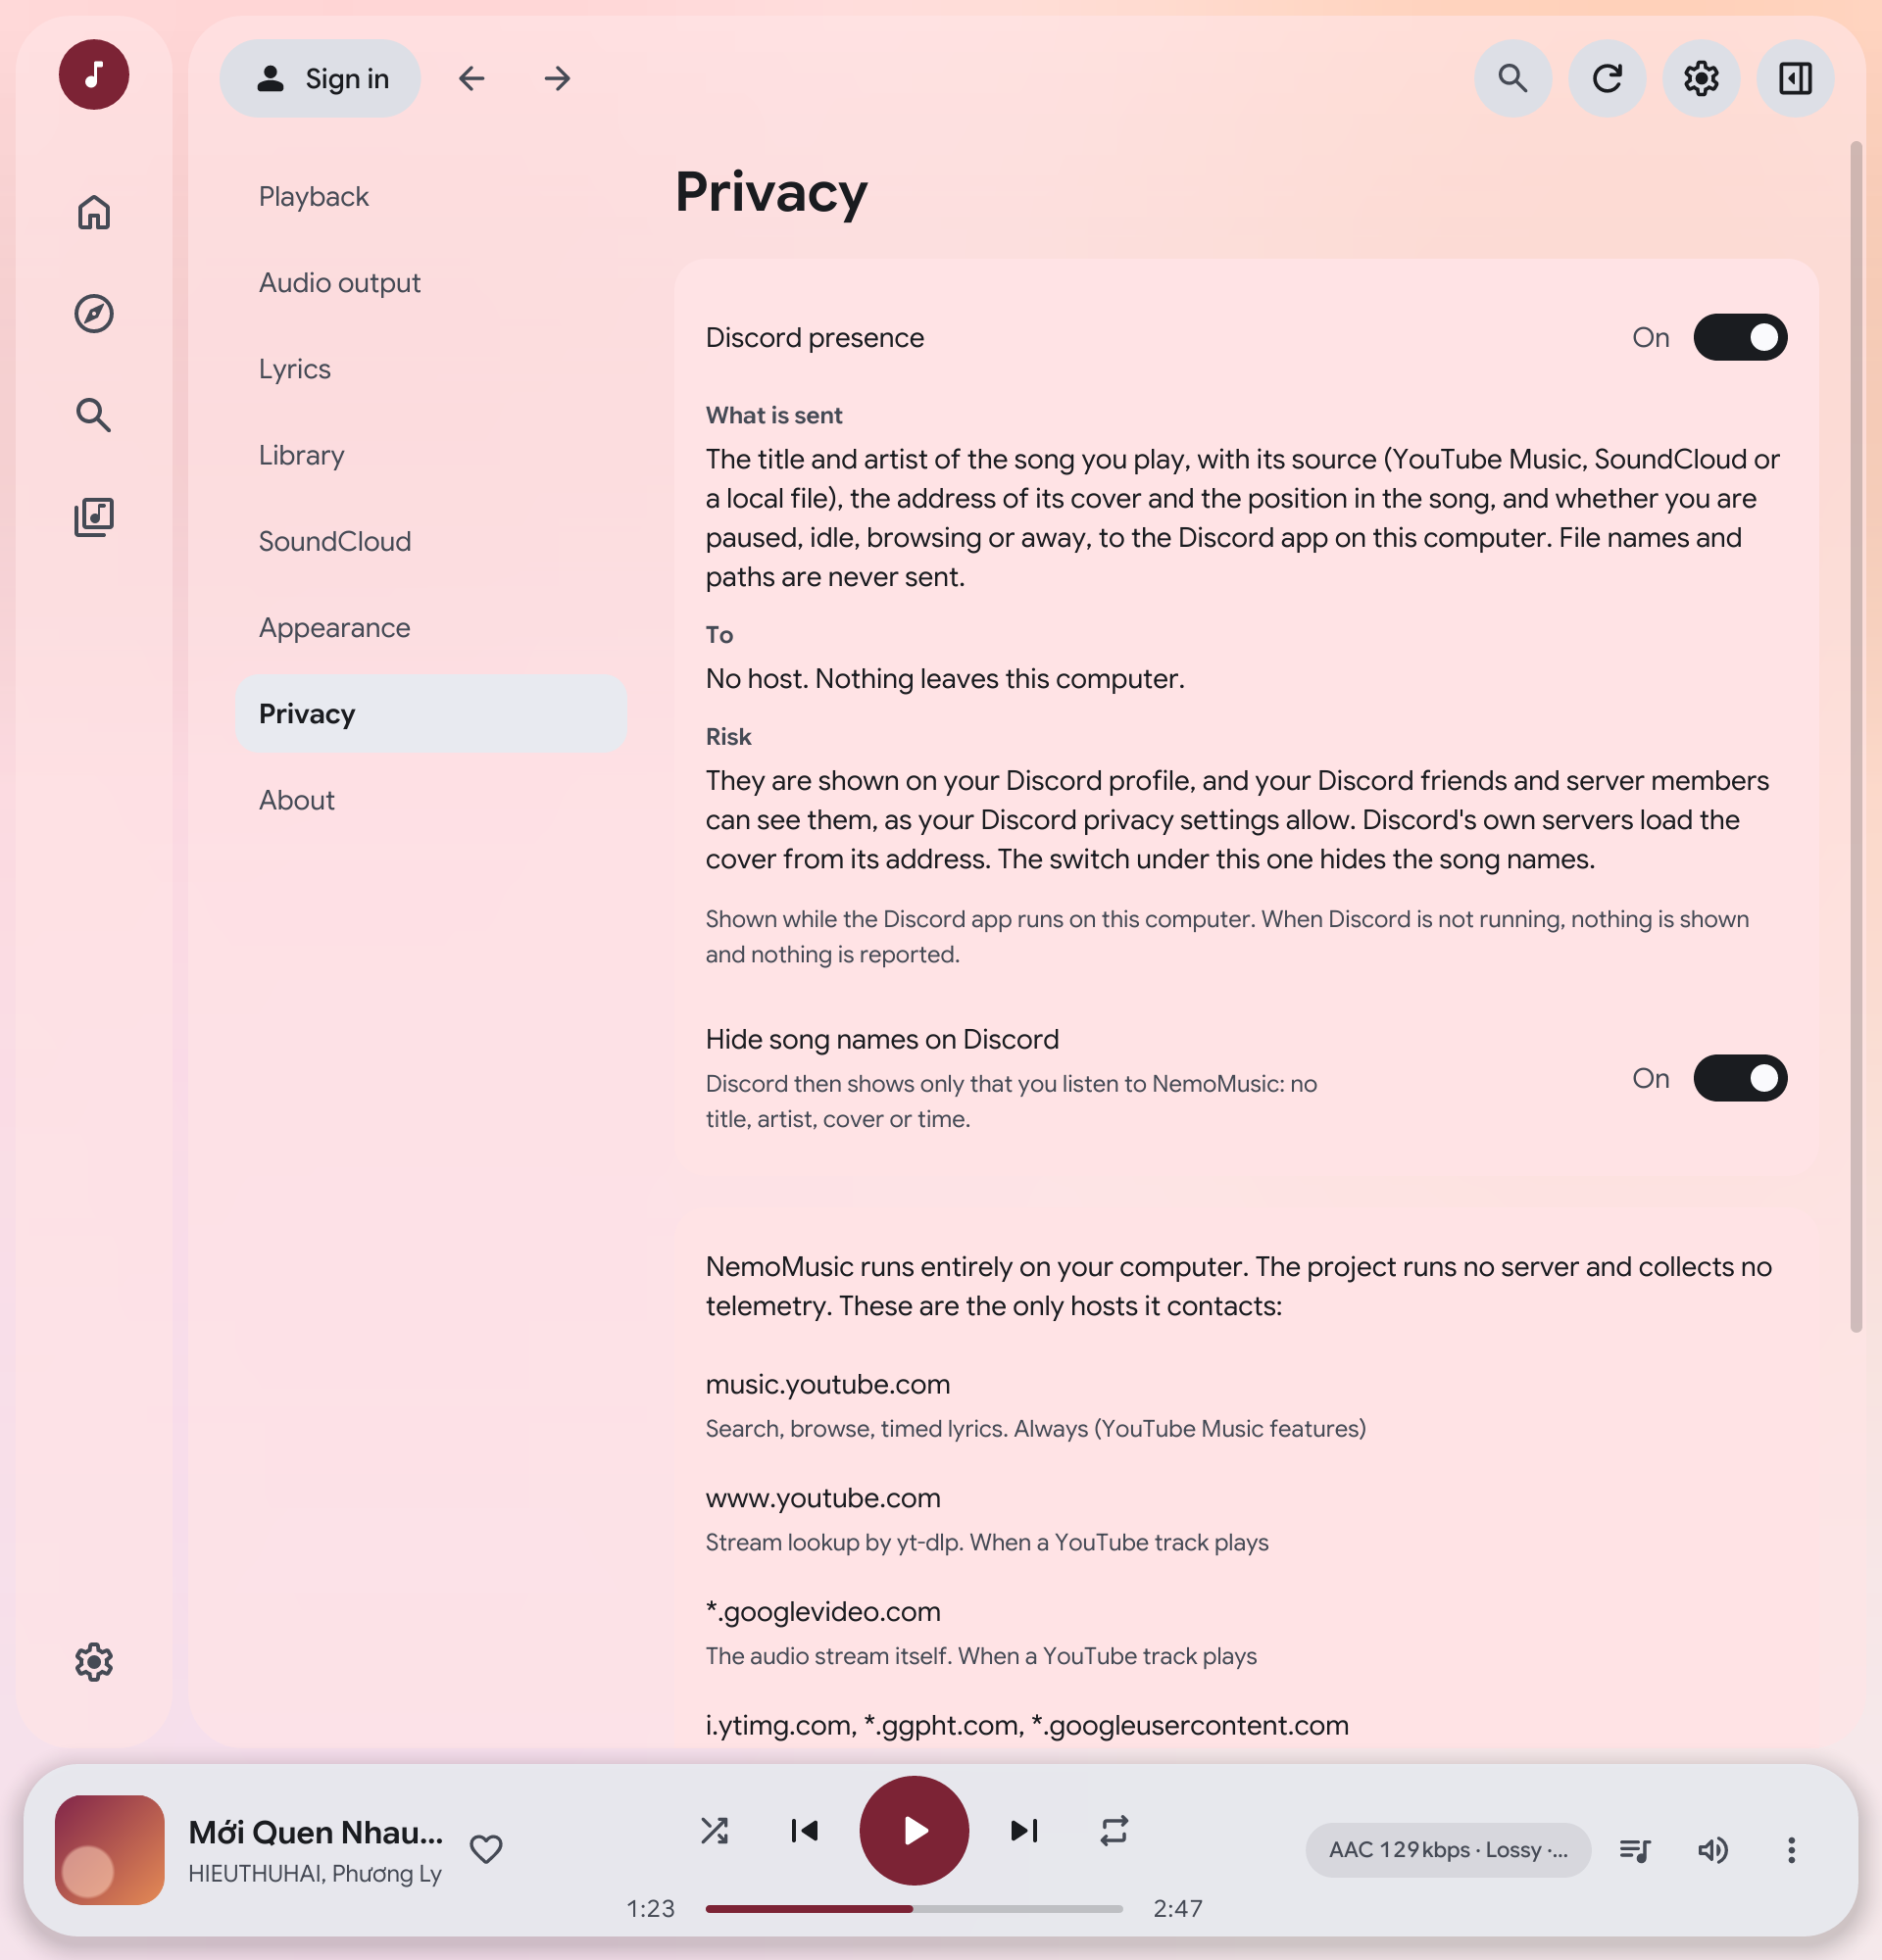 Sign in
Playback
Audio output
Lyrics
Library
SoundCloud
Appearance
Privacy
About
Privacy
Discord presence
On
What is sent
The title and artist of the song you play, with its source (YouTube Music, SoundCloud or
a local file), the address of its cover and the position in the song, and whether you are
paused, idle, browsing or away, to the Discord app on this computer. File names and
paths are never sent.
To
No host. Nothing leaves this computer.
Risk
They are shown on your Discord profile, and your Discord friends and server members
can see them, as your Discord privacy settings allow. Discord's own servers load the
cover from its address. The switch under this one hides the song names.
Shown while the Discord app runs on this computer. When Discord is not running, nothing is shown
and nothing is reported.
Hide song names on Discord
Discord then shows only that you listen to NemoMusic: no
title, artist, cover or time.
On
NemoMusic runs entirely on your computer. The project runs no server and collects no
telemetry. These are the only hosts it contacts:
music.youtube.com
Search, browse, timed lyrics. Always (YouTube Music features)
www.youtube.com
Stream lookup by yt-dlp. When a YouTube track plays
*.googlevideo.com
The audio stream itself. When a YouTube track plays
i.ytimg.com, *.ggpht.com, *.googleusercontent.com
Mới Quen Nhau...
HIEUTHUHAI, Phương Ly
1:23
2:47
AAC 129 kbps · Lossy ·...